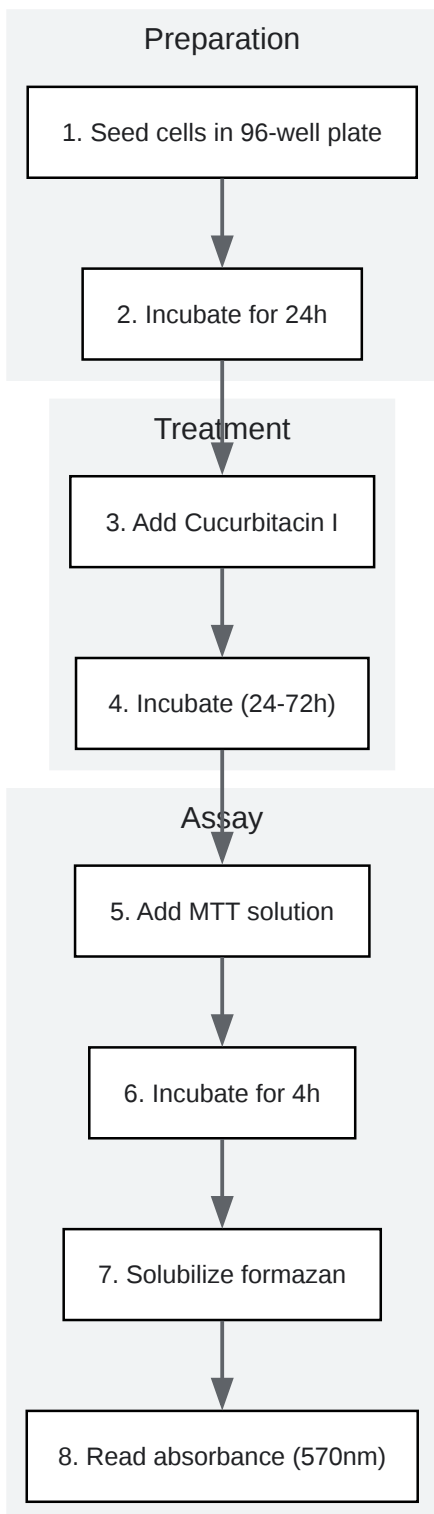 Preparation
1. Seed cells in 96-well plate
2. Incubate for 24h
Treatment
3. Add Cucurbitacin I
4. Incubate (24-72h)
Assay
5. Add MTT solution
6. Incubate for 4h
7. Solubilize formazan
8. Read absorbance (570nm)